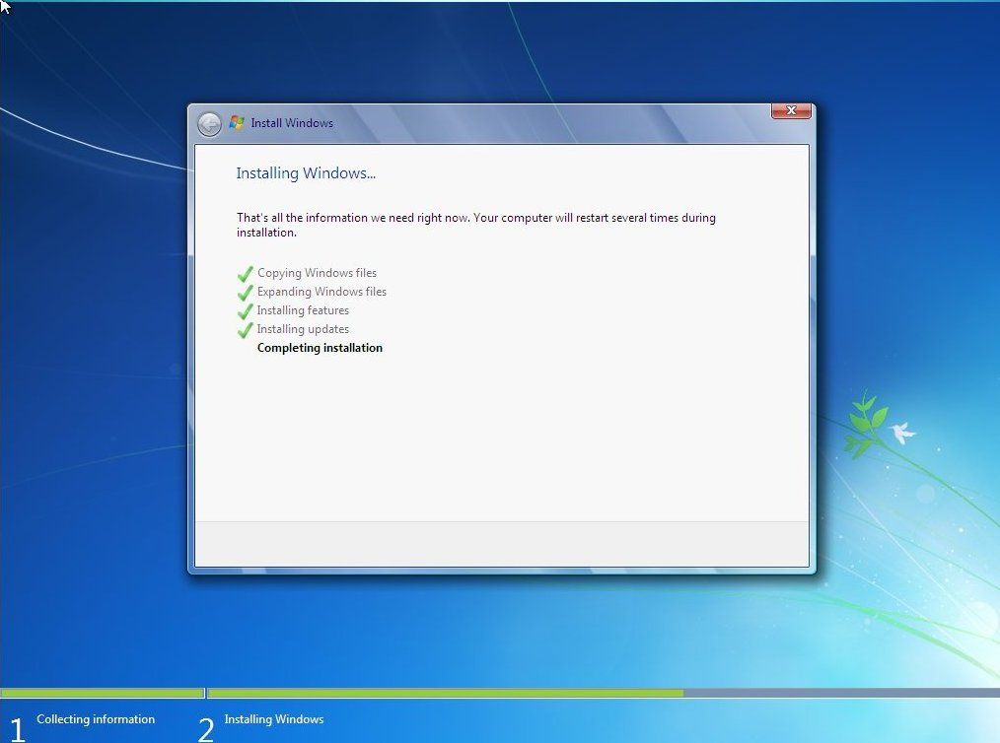 Install Windows
Installing Windows...
That's all the information we need right now. Your computer will restart several times during
installation.
Copying Windows files
Expanding Windows files
Installing features
Installing updates
Completing installation
1 Collecting information
2 Installing Windows